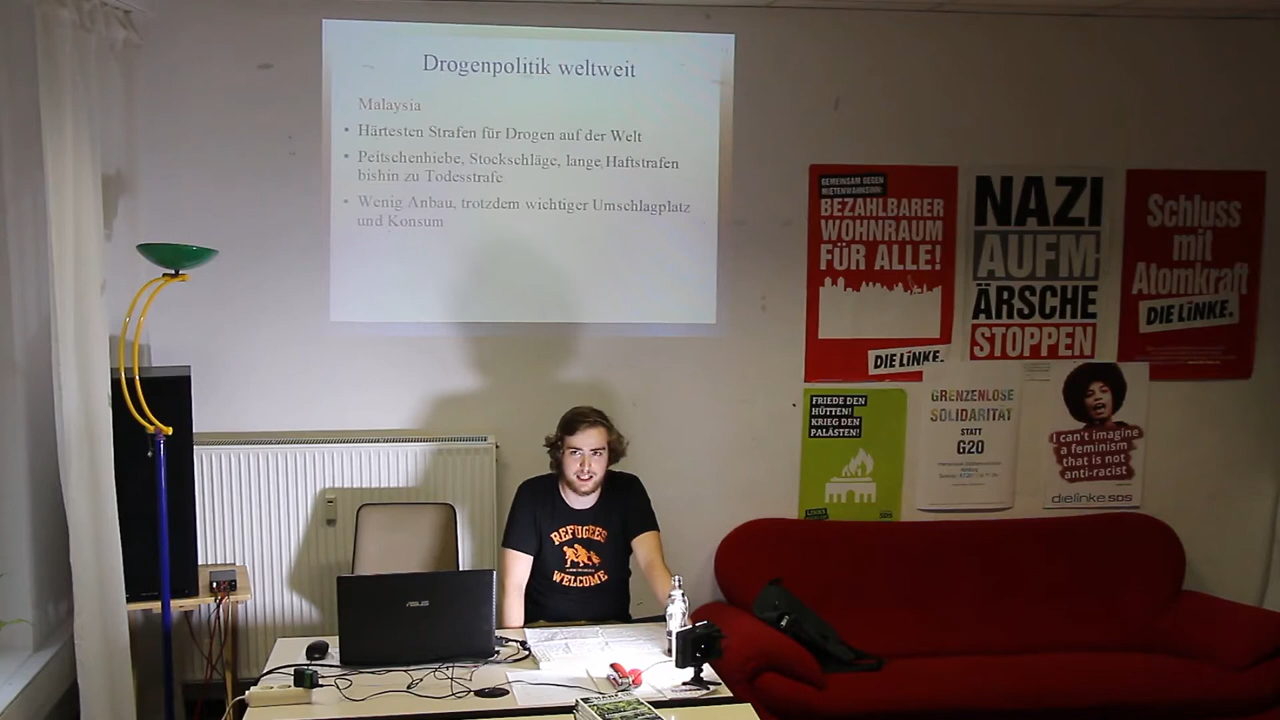 Drogenpolitik weltweit
Malaysia
• Härtesten Strafen für Drogen auf der Welt
• Peitschenhiebe, Stockschläge, lange Haftstrafen
bishin zu Todesstrafe
• Wenig Anbau, trotzdem wichtiger Umschlagplatz
und Konsum
GEMEINSAM GEGEN
MIETENWAHNSINN:
BEZAHLBARER
WOHNRAUM
FÜR ALLE!
DIE LINKE.
NAZI
AUFM
ÄRSCHE
STOPPEN
Schluss
mit
Atomkraft
DIE LINKE.
FRIEDE DEN
HÜTTEN!
KRIEG DEN
PALÄSTEN!
SDS
GRENZENLOSE
SOLIDARITÄT
STATT
G20
I can't imagine
a feminism
that is not
anti-racist
dielinke.SDS
REFUGEES
WELCOME
ASUS